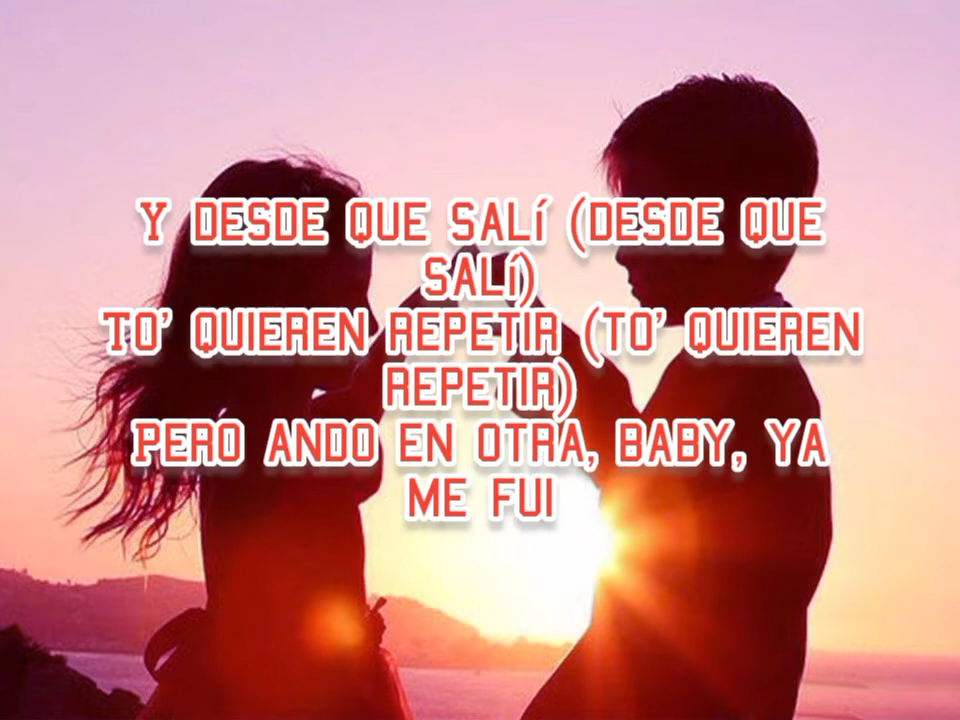 Y DESDE QUE SALÍ (DESDE QUE
SALÍ)
TO' QUIEREN REPETIR (TO' QUIEREN
REPETIR)
PERO ANDO EN OTRA, BABY, YA
ME FUI